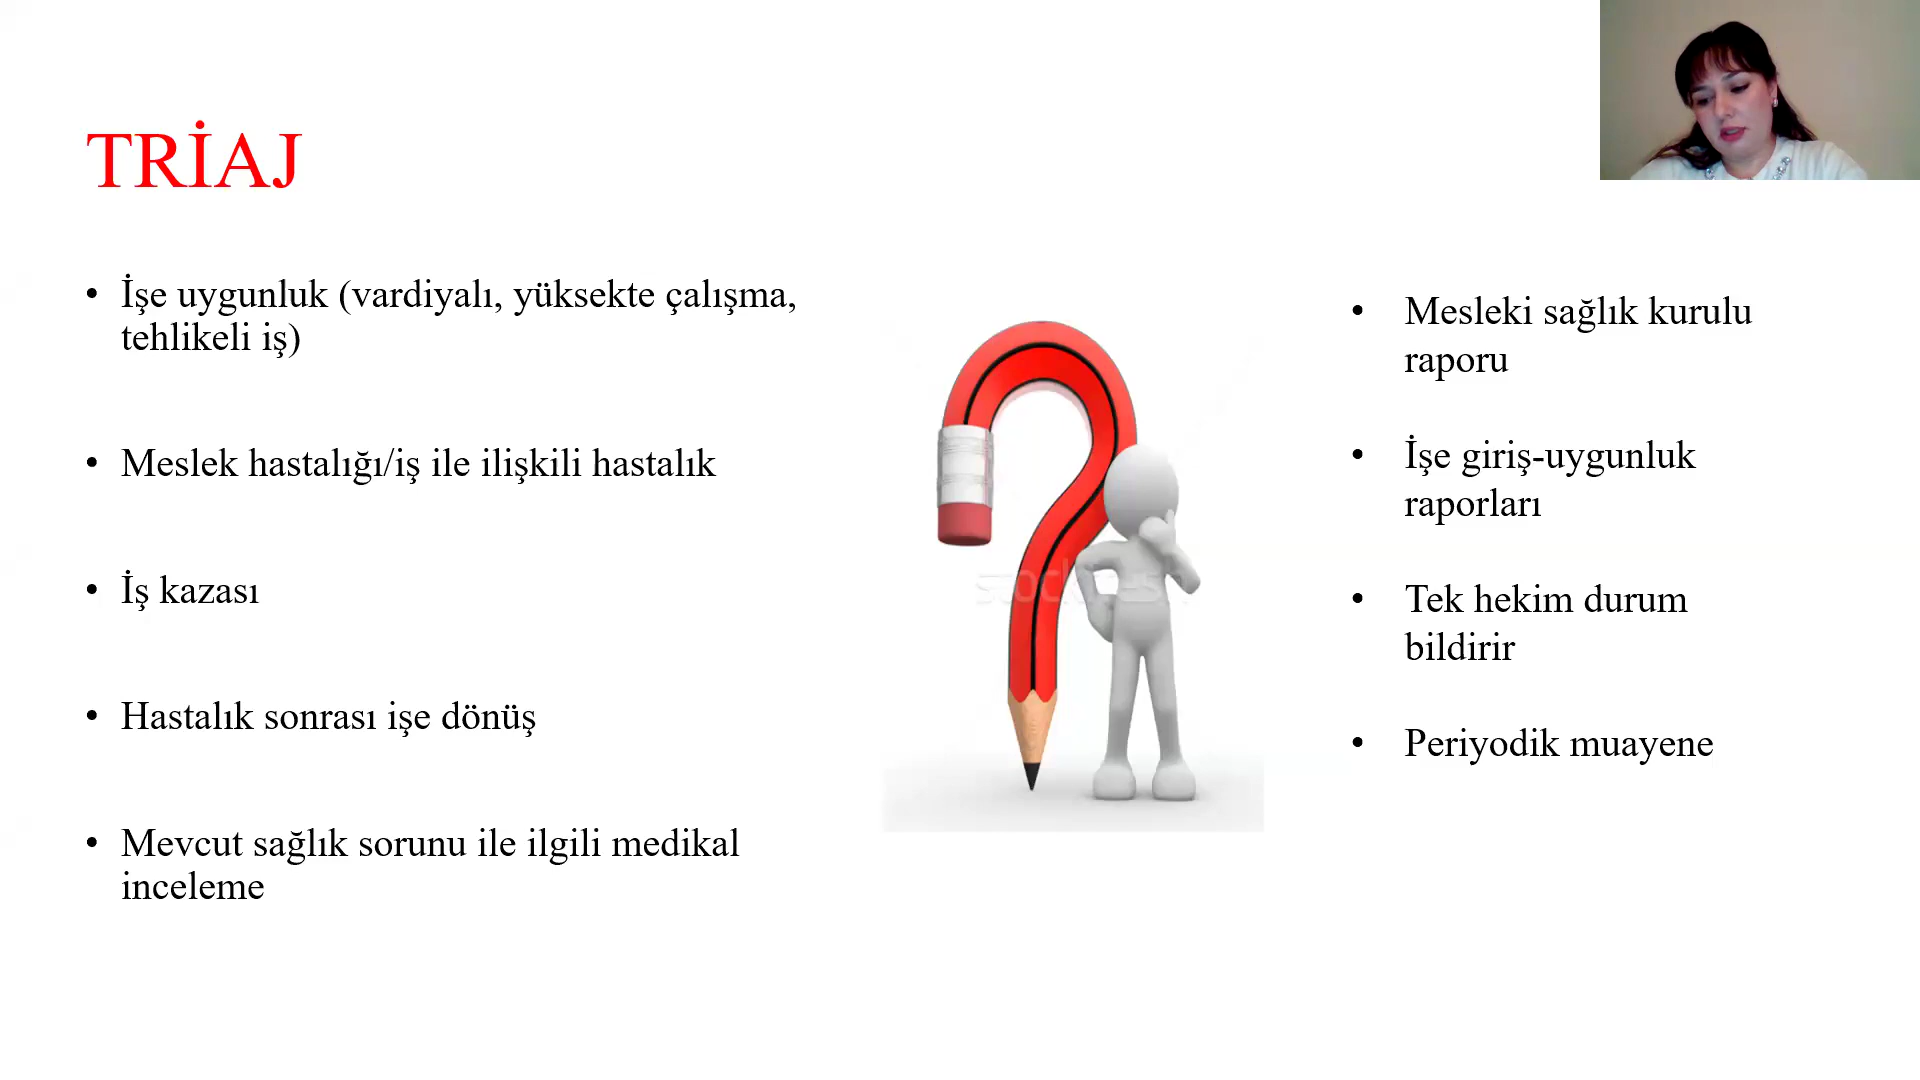 TRİAJ
• İşe uygunluk (vardiyalı, yüksekte çalışma,
tehlikeli iş)
• Meslek hastalığı/iş ile ilişkili hastalık
• İş kazası
• Hastalık sonrası işe dönüş
• Mevcut sağlık sorunu ile ilgili medikal
inceleme
• Mesleki sağlık kurulu
raporu
• İşe giriş-uygunluk
raporları
• Tek hekim durum
bildirir
• Periyodik muayene